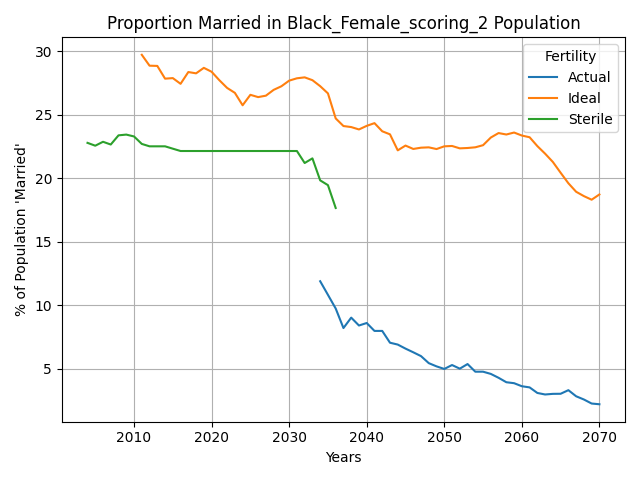 Proportion Married in Black_Female_scoring_2 Population
% of Population 'Married'
30
25
20
15
10
5
Fertility
Actual
Ideal
Sterile
2010 2020 2030 2040 2050 2060 2070
Years